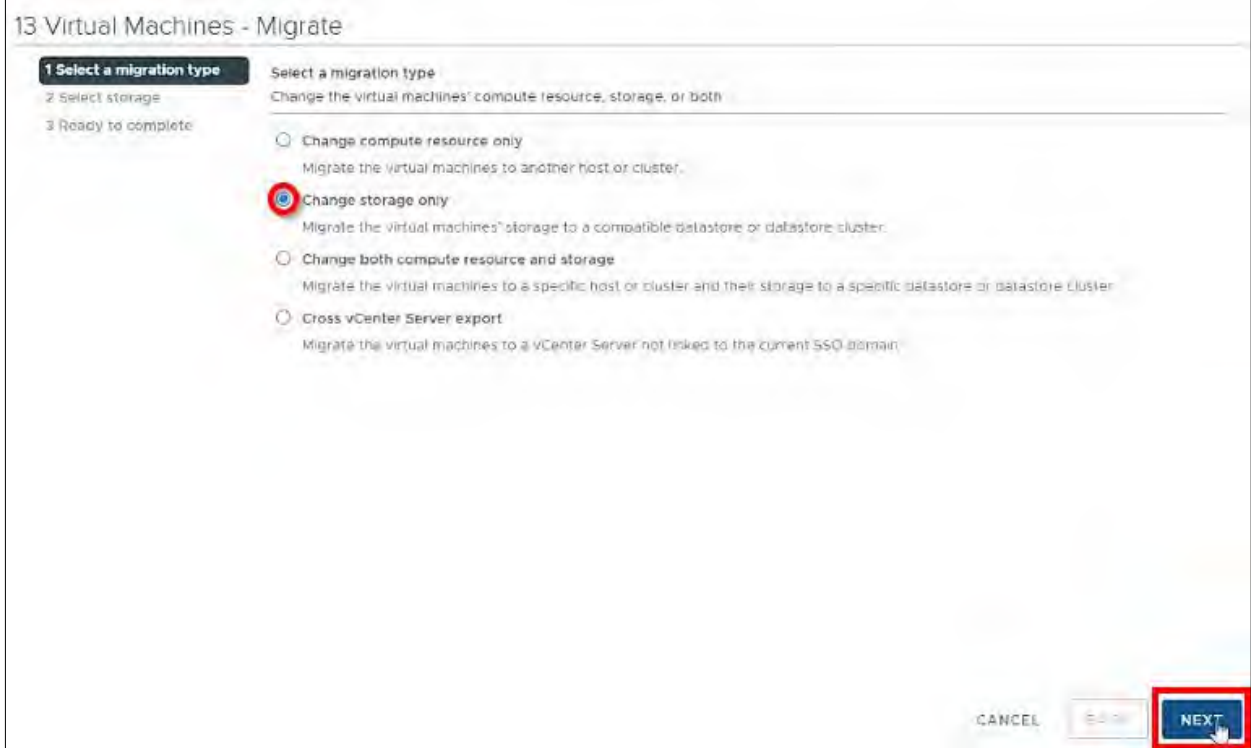 13 Virtual Machines - Migrate
1 Select a migration type
2 Select storage
3 Ready to complete
Select a migration type
Change the virtual machines' compute resource, storage, or both
Change compute resource only
Migrate the virtual machines to another host or cluster.
Change storage only
Migrate the virtual machines' storage to a compatible datastore or datastore cluster.
Change both compute resource and storage
Migrate the virtual machines to a specific host or cluster and their storage to a specific datastore or datastore cluster.
Cross vCenter Server export
Migrate the virtual machines to a vCenter Server not linked to the current SSO domain.
CANCEL
BACK
NEXT